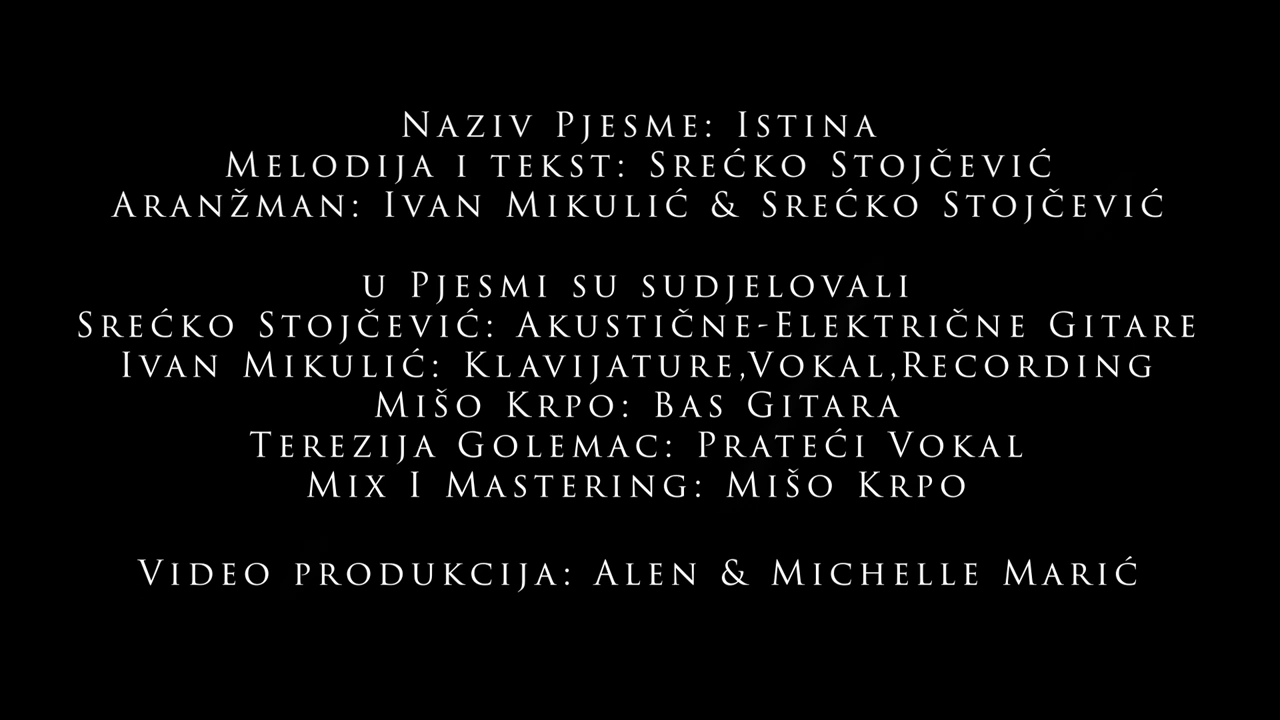 Naziv Pjesme: Istina
Melodija i tekst: Srećko Stojčević
Aranžman: Ivan Mikulić & Srećko Stojčević
u Pjesmi su sudjelovali
Srećko Stojčević: Akustične-Električne Gitare
Ivan Mikulić: Klavijature,Vokal,Recording
Mišo Krpo: Bas Gitara
Terezija Golemac: Prateći Vokal
Mix I Mastering: Mišo Krpo
Video produkcija: Alen & Michelle Marić